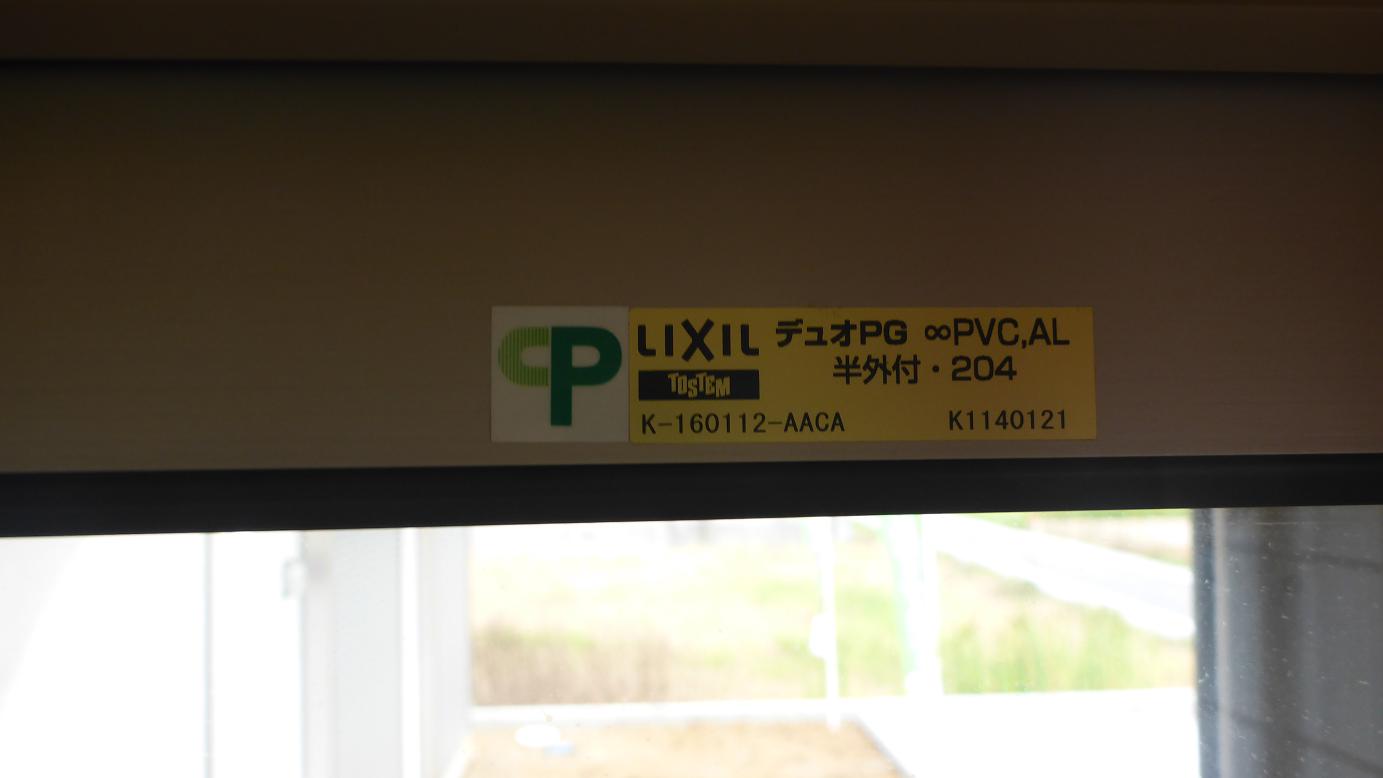 CP
LIXIL デュオPG ∞PVC,AL
TOSTEM 半外付・204
K-160112-AACA K1140121